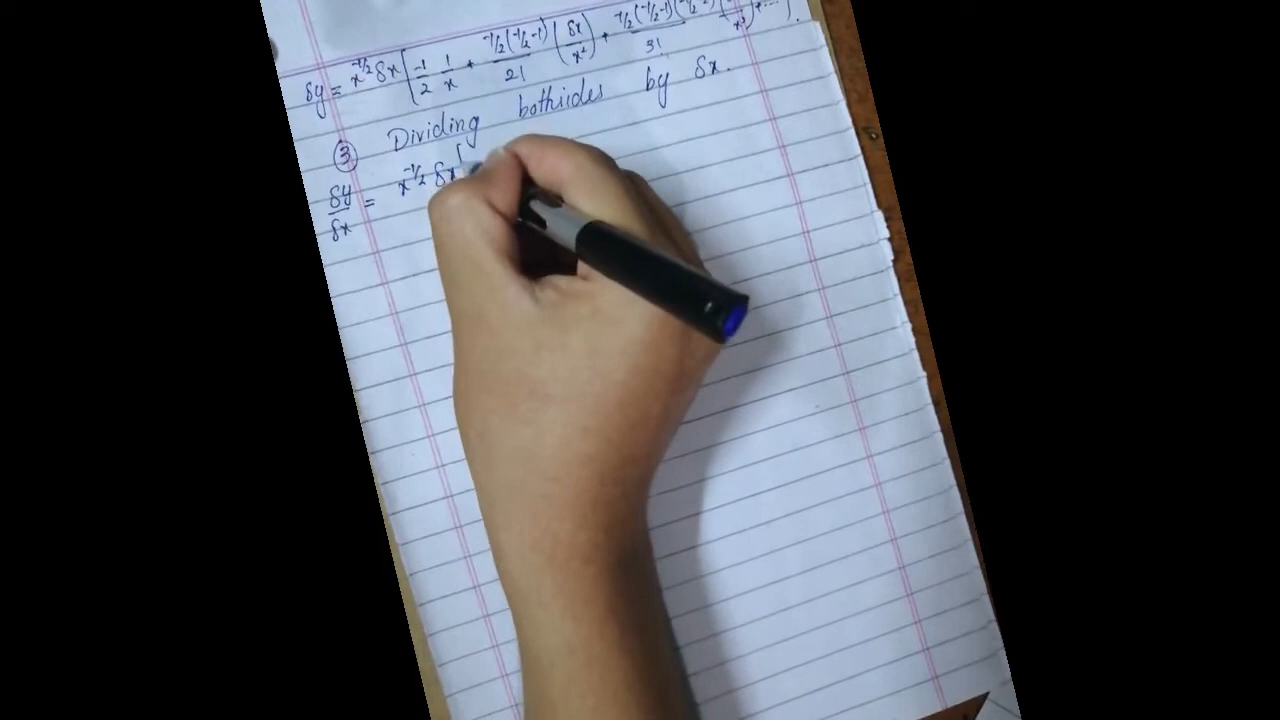 δy = x^-1/2 δx [ -1/2 1/x + -1/2(-1/2-1)/2! (δx/x²) + -1/2(-1/2-1)(-1/2-2)/3! ( /x³) + ....
③ Dividing bothsides by δx.
δy/δx = x^-1/2 δx [